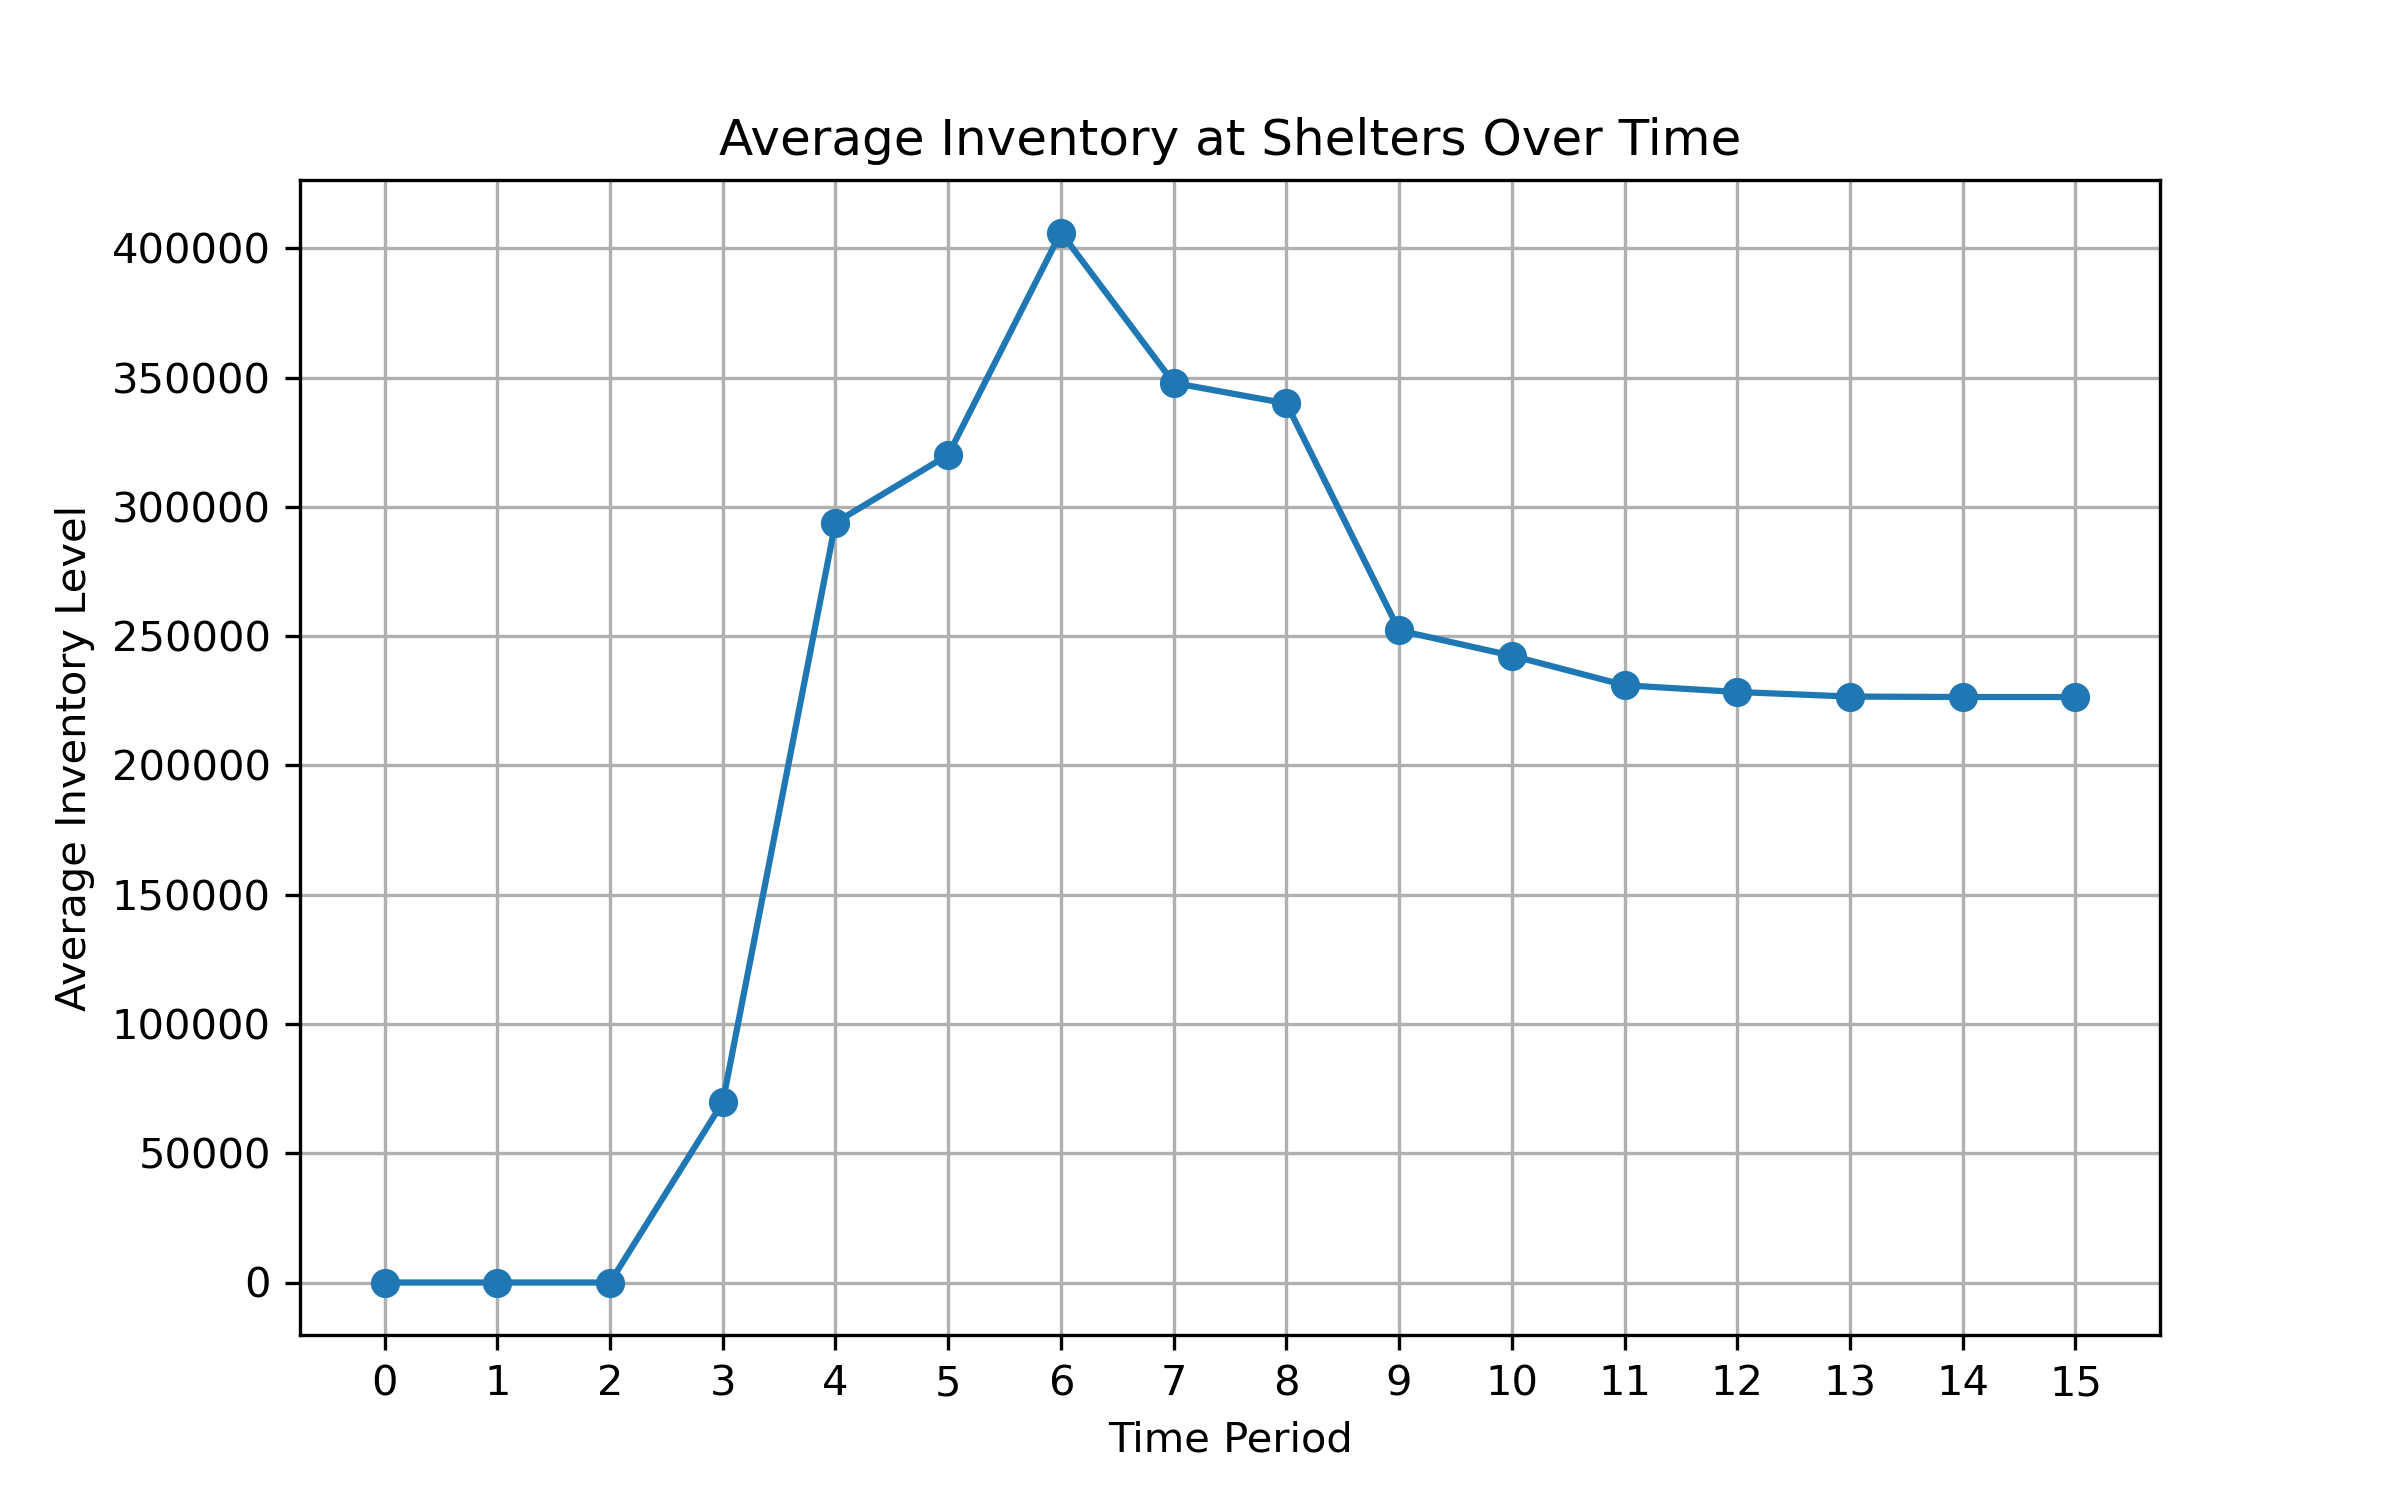 Average Inventory at Shelters Over Time
Average Inventory Level
400000
350000
300000
250000
200000
150000
100000
50000
0
0 1 2 3 4 5 6 7 8 9 10 11 12 13 14 15
Time Period